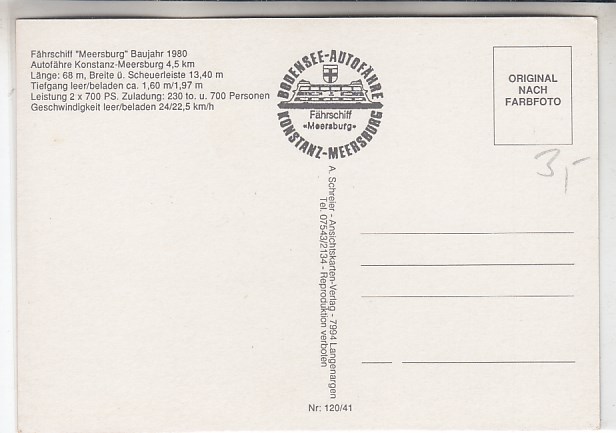 Fährschiff "Meersburg" Baujahr 1980
Autofähre Konstanz-Meersburg 4,5 km
Länge: 68 m, Breite ü. Scheuerleiste 13,40 m
Tiefgang leer/beladen ca. 1,60 m/1,97 m
Leistung 2 x 700 PS. Zuladung: 230 to. u. 700 Personen
Geschwindigkeit leer/beladen 24/22,5 km/h
BODENSEE-AUTOFÄHRE
Fährschiff
»Meersburg«
KONSTANZ-MEERSBURG
ORIGINAL
NACH
FARBFOTO
3,-
A. Schreier - Ansichtskarten-Verlag - 7994 Langenargen
Tel. 07543/2134 - Reproduktion verboten
Nr: 120/41